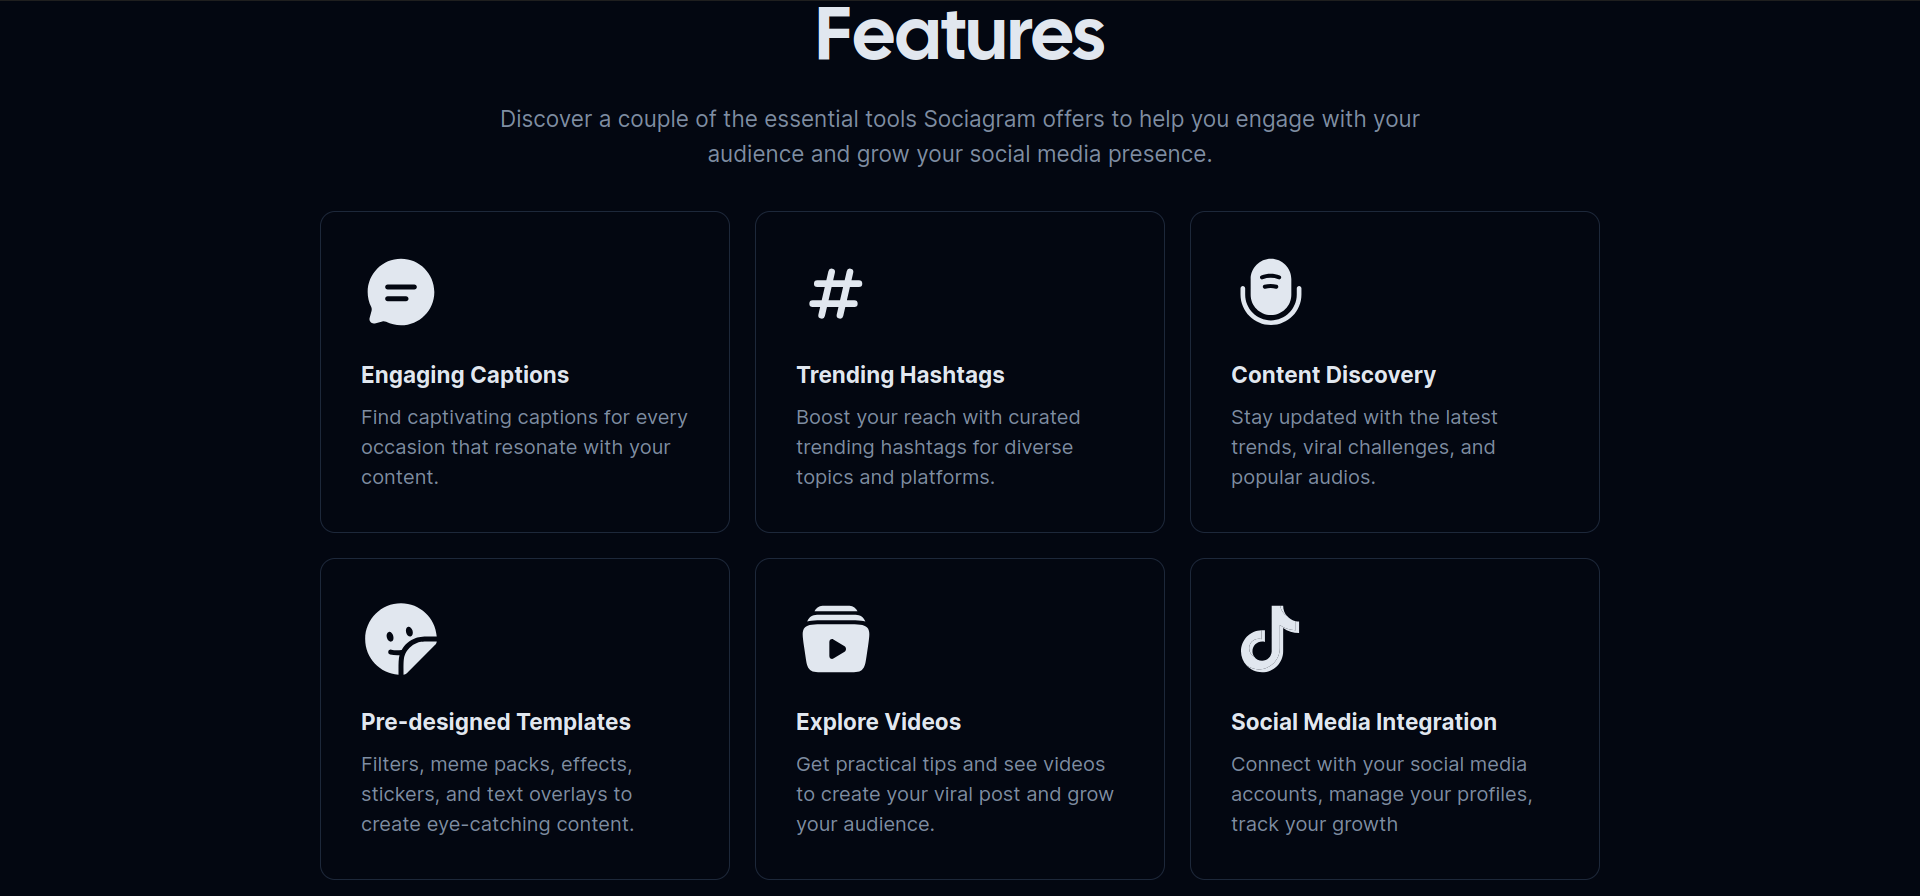 Features
Discover a couple of the essential tools Sociagram offers to help you engage with your
audience and grow your social media presence.
Engaging Captions
Find captivating captions for every
occasion that resonate with your
content.
Trending Hashtags
Boost your reach with curated
trending hashtags for diverse
topics and platforms.
Content Discovery
Stay updated with the latest
trends, viral challenges, and
popular audios.
Pre-designed Templates
Filters, meme packs, effects,
stickers, and text overlays to
create eye-catching content.
Explore Videos
Get practical tips and see videos
to create your viral post and grow
your audience.
Social Media Integration
Connect with your social media
accounts, manage your profiles,
track your growth